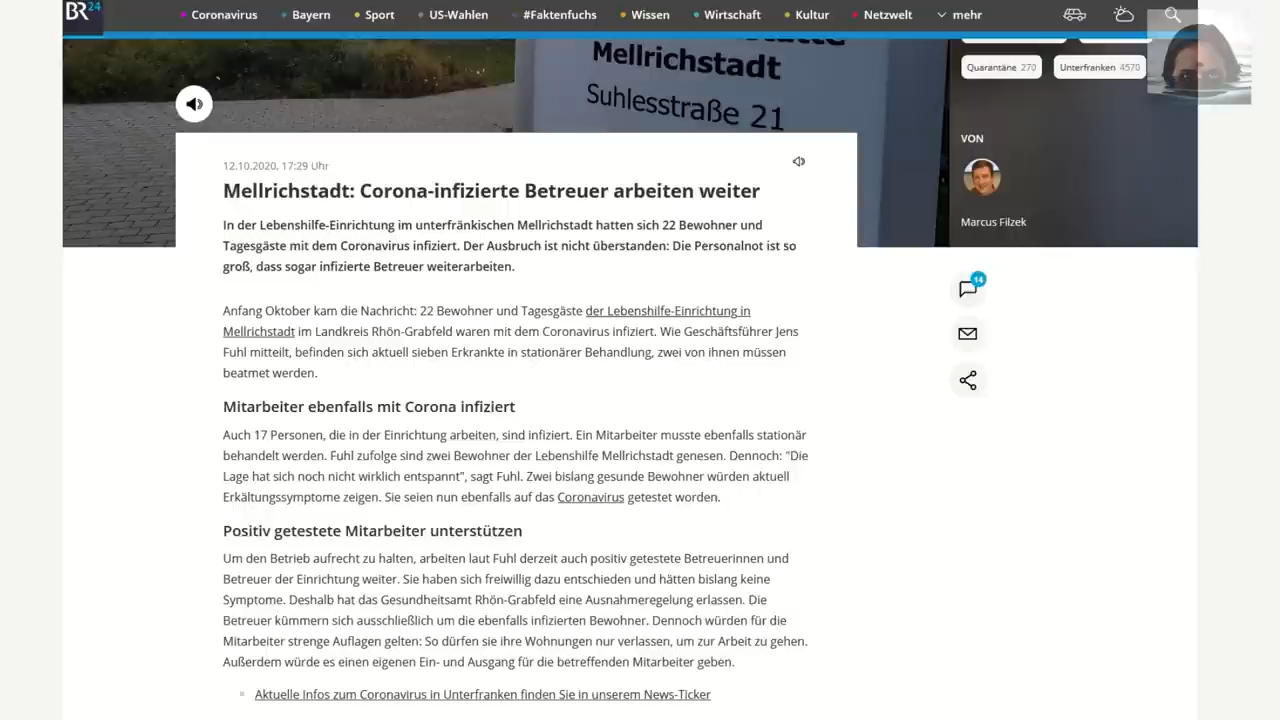 BR24
Coronavirus
Bayern
Sport
US-Wahlen
#Faktenfuchs
Wissen
Wirtschaft
Kultur
Netzwelt
mehr
Mellrichstadt
Suhlesstraße 21
Quarantäne 270
Unterfranken 4570
VON
Marcus Filzek
12.10.2020, 17:29 Uhr
Mellrichstadt: Corona-infizierte Betreuer arbeiten weiter
In der Lebenshilfe-Einrichtung im unterfränkischen Mellrichstadt hatten sich 22 Bewohner und
Tagesgäste mit dem Coronavirus infiziert. Der Ausbruch ist nicht überstanden: Die Personalnot ist so
groß, dass sogar infizierte Betreuer weiterarbeiten.
14
Anfang Oktober kam die Nachricht: 22 Bewohner und Tagesgäste der Lebenshilfe-Einrichtung in
Mellrichstadt im Landkreis Rhön-Grabfeld waren mit dem Coronavirus infiziert. Wie Geschäftsführer Jens
Fuhl mitteilt, befinden sich aktuell sieben Erkrankte in stationärer Behandlung, zwei von ihnen müssen
beatmet werden.
Mitarbeiter ebenfalls mit Corona infiziert
Auch 17 Personen, die in der Einrichtung arbeiten, sind infiziert. Ein Mitarbeiter musste ebenfalls stationär
behandelt werden. Fuhl zufolge sind zwei Bewohner der Lebenshilfe Mellrichstadt genesen. Dennoch: "Die
Lage hat sich noch nicht wirklich entspannt", sagt Fuhl. Zwei bislang gesunde Bewohner würden aktuell
Erkältungssymptome zeigen. Sie seien nun ebenfalls auf das Coronavirus getestet worden.
Positiv getestete Mitarbeiter unterstützen
Um den Betrieb aufrecht zu halten, arbeiten laut Fuhl derzeit auch positiv getestete Betreuerinnen und
Betreuer der Einrichtung weiter. Sie haben sich freiwillig dazu entschieden und hätten bislang keine
Symptome. Deshalb hat das Gesundheitsamt Rhön-Grabfeld eine Ausnahmeregelung erlassen. Die
Betreuer kümmern sich ausschließlich um die ebenfalls infizierten Bewohner. Dennoch würden für die
Mitarbeiter strenge Auflagen gelten: So dürfen sie ihre Wohnungen nur verlassen, um zur Arbeit zu gehen.
Außerdem würde es einen eigenen Ein- und Ausgang für die betreffenden Mitarbeiter geben.
Aktuelle Infos zum Coronavirus in Unterfranken finden Sie in unserem News-Ticker